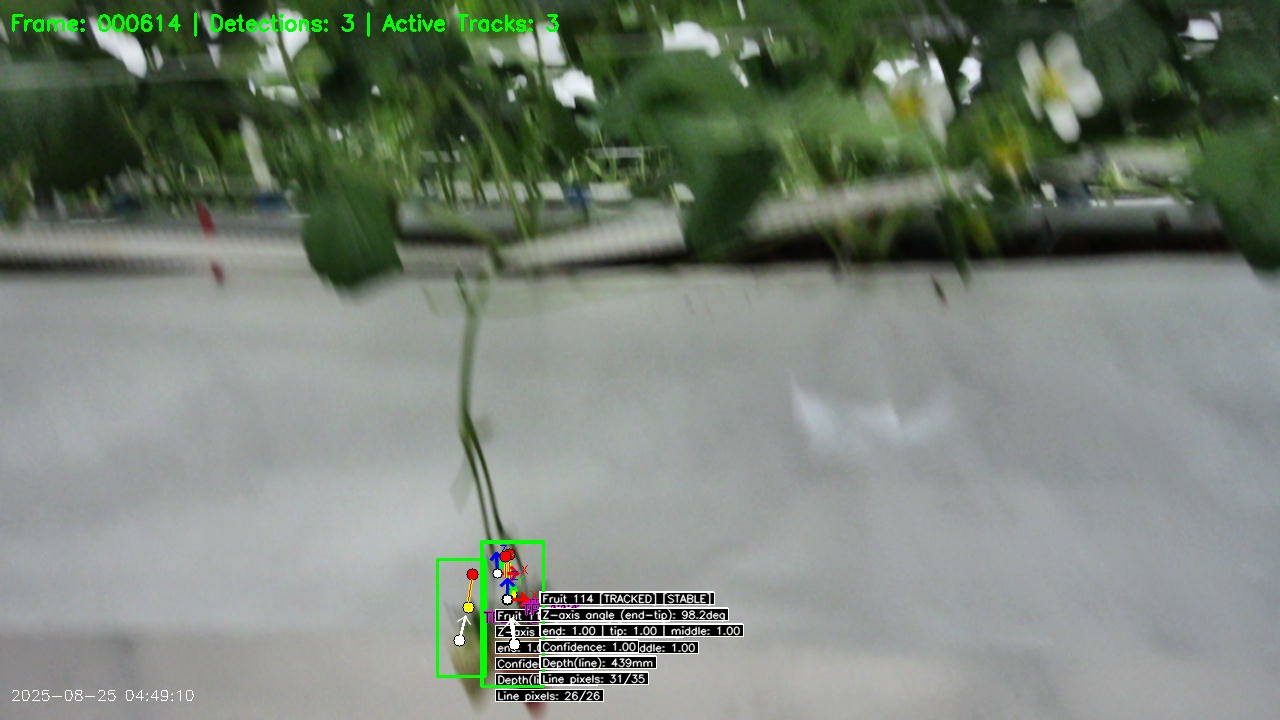 Frame: 000614 | Detections: 3 | Active Tracks: 3
Fruit 114 [TRACKED] [STABLE]
Fruit
Z-axis angle (end-tip): 98.2deg
Z-axis
end: 1.00 | tip: 1.00 | middle: 1.00
Confidence: 1.00
Depth(line): 439mm
Line pixels: 31/35
Line pixels: 26/26
2025-08-25 04:49:10